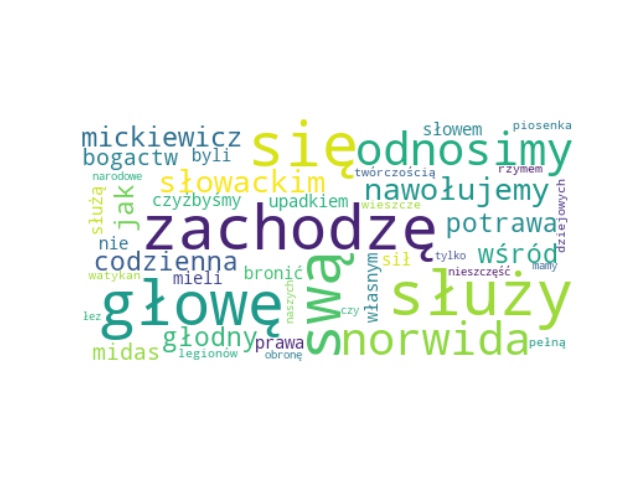 mickiewicz się słowem piosenka
bogactw byli odnosimy
narodowe słowackim twórczością rzymem
służą jak czyżbyśmy upadkiem wieszcze nawołujemy dziejowych
zachodzę potrawa
nie wśród
codzienna mieli bronić sił tylko mamy
watykan własnym nieszczęść
łez głowę naszych swą czy służy
głodny prawa norwida pełną
midas legionów obronę